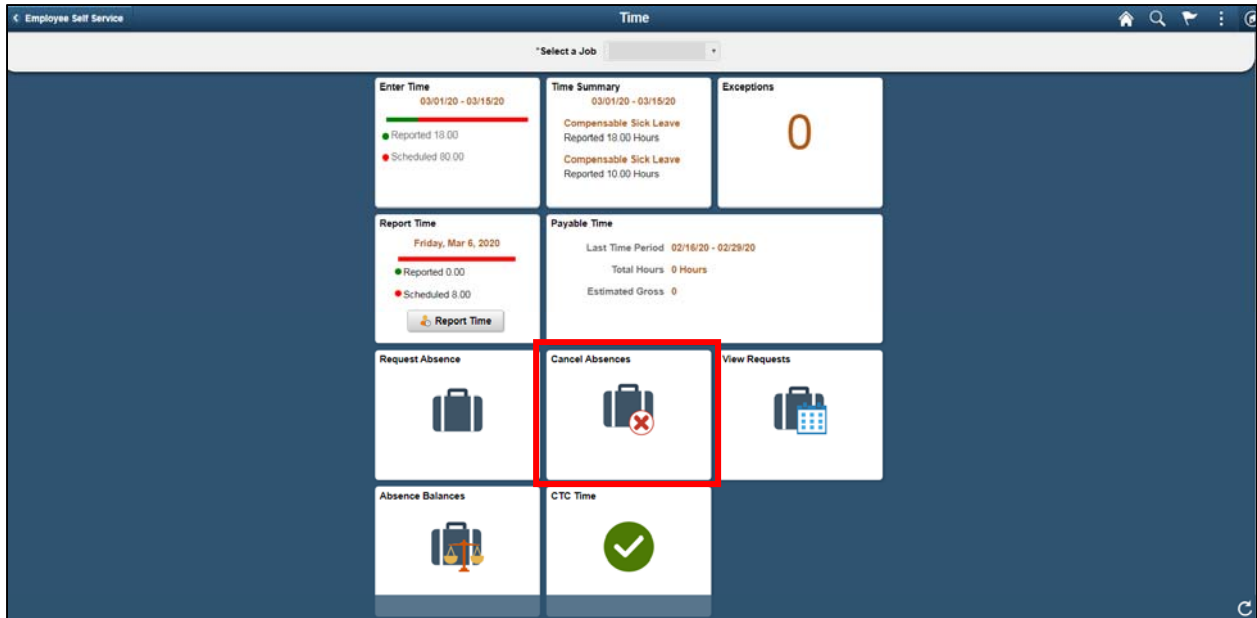 Employee Self Service
Time
*Select a Job
Enter Time
03/01/20 - 03/15/20
Reported 18.00
Scheduled 80.00
Time Summary
03/01/20 - 03/15/20
Compensable Sick Leave
Reported 18.00 Hours
Compensable Sick Leave
Reported 10.00 Hours
Exceptions
0
Report Time
Friday, Mar 6, 2020
Reported 0.00
Scheduled 8.00
Report Time
Payable Time
Last Time Period 02/16/20 - 02/29/20
Total Hours 0 Hours
Estimated Gross 0
Request Absence
Cancel Absences
View Requests
Absence Balances
CTC Time